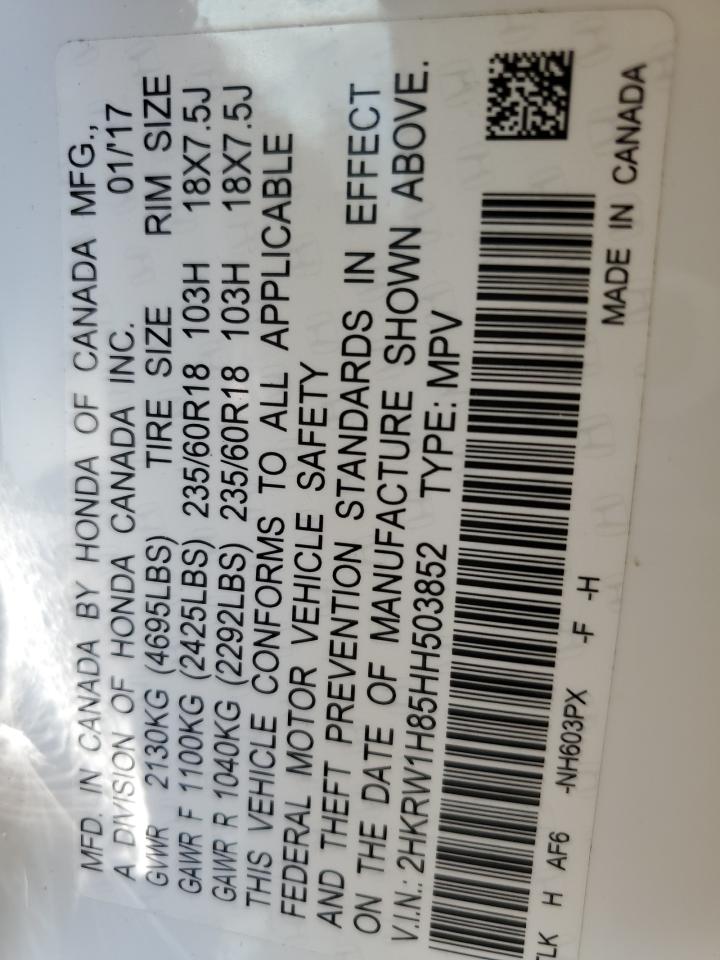 MFD. IN CANADA BY HONDA OF CANADA MFG.,
A DIVISION OF HONDA CANADA INC. 01/'17
GVWR 2130KG (4695LBS) TIRE SIZE RIM SIZE
GAWR F 1100KG (2425LBS) 235/60R18 103H 18X7.5J
GAWR R 1040KG (2292LBS) 235/60R18 103H 18X7.5J
THIS VEHICLE CONFORMS TO ALL APPLICABLE
FEDERAL MOTOR VEHICLE SAFETY
AND THEFT PREVENTION STANDARDS IN EFFECT
ON THE DATE OF MANUFACTURE SHOWN ABOVE.
V.I.N.: 2HKRW1H85HH503852 TYPE: MPV
H AF6 -NH603PX -F -H
MADE IN CANADA